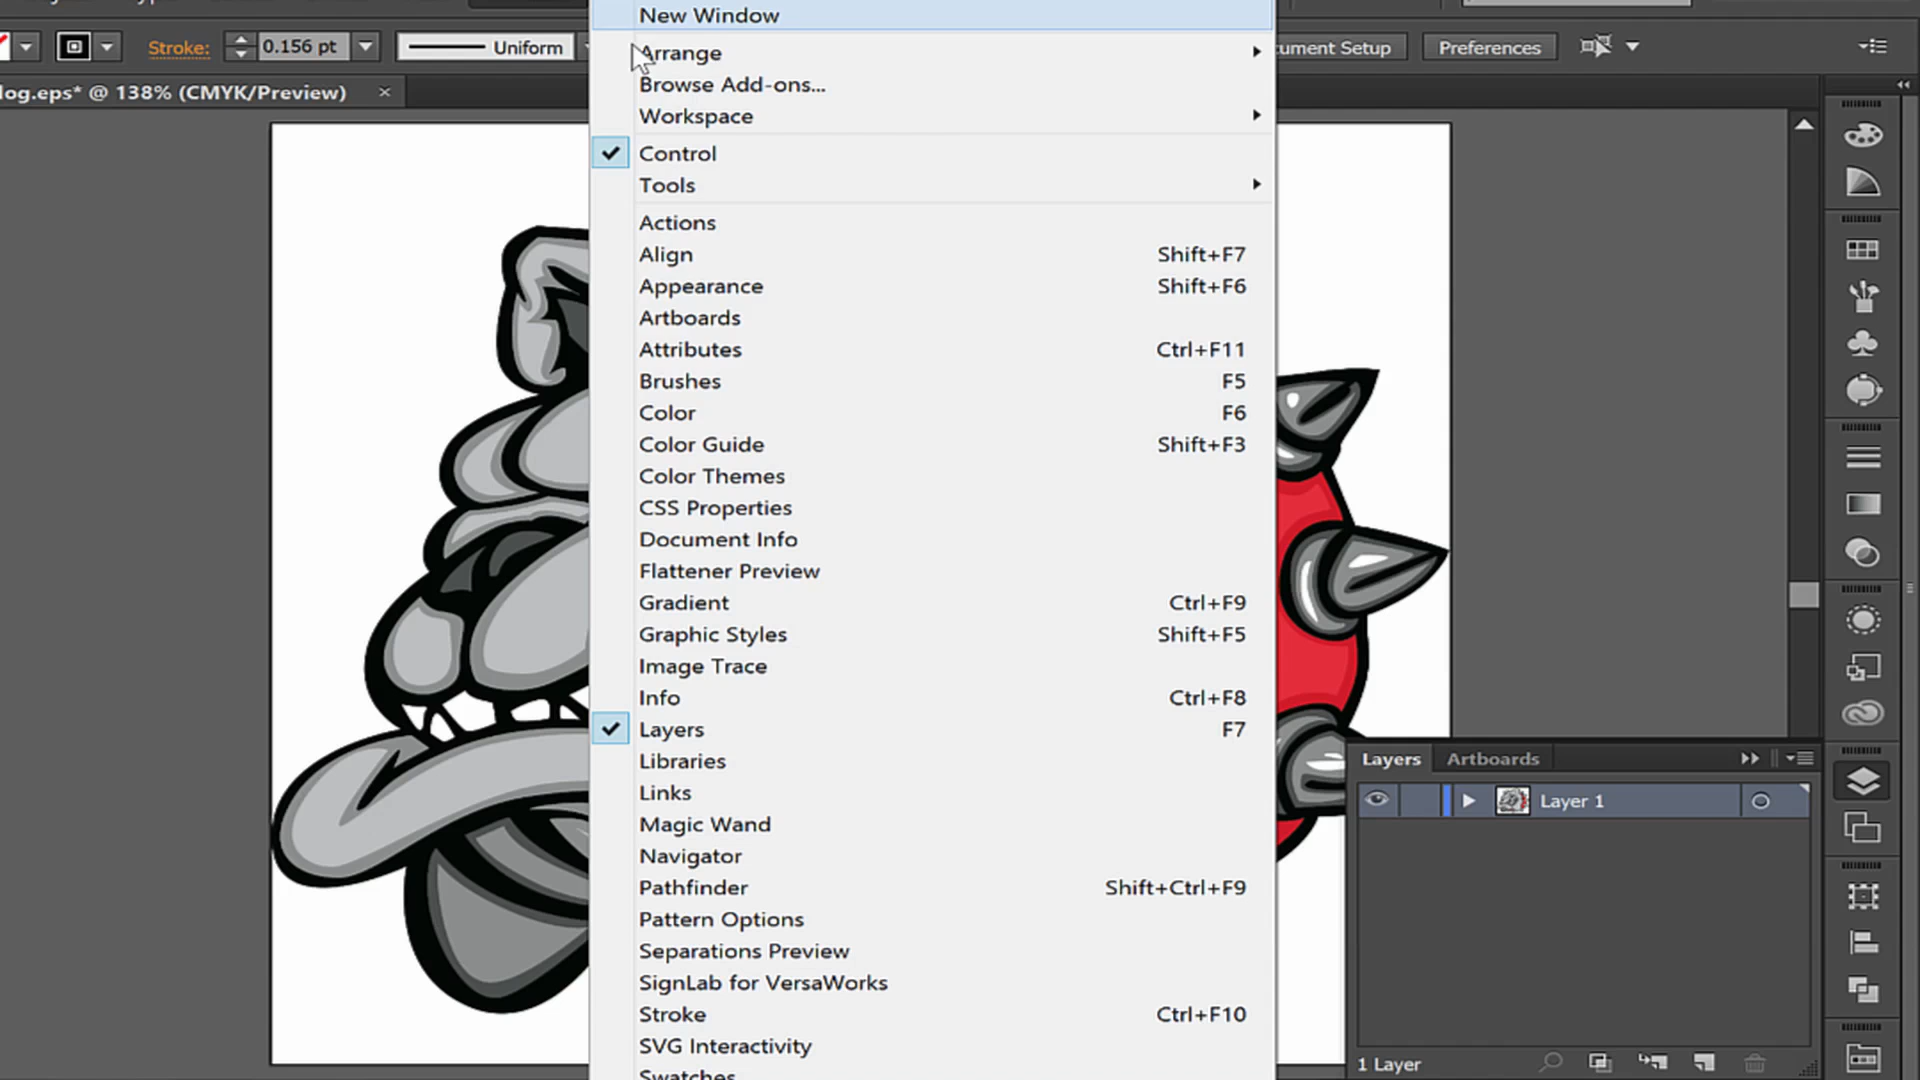 New Window
Stroke: 0.156 pt Uniform
Arrange
cument Setup Preferences
Browse Add-ons...
log.eps* @ 138% (CMYK/Preview) ×
Workspace
Control
Tools
Actions
Align Shift+F7
Appearance Shift+F6
Artboards
Attributes Ctrl+F11
Brushes F5
Color F6
Color Guide Shift+F3
Color Themes
CSS Properties
Document Info
Flattener Preview
Gradient Ctrl+F9
Graphic Styles Shift+F5
Image Trace
Info Ctrl+F8
Layers F7
Libraries
Links
Magic Wand
Navigator
Pathfinder Shift+Ctrl+F9
Pattern Options
Separations Preview
SignLab for VersaWorks
Stroke Ctrl+F10
SVG Interactivity
Swatches
Layers Artboards
Layer 1
1 Layer